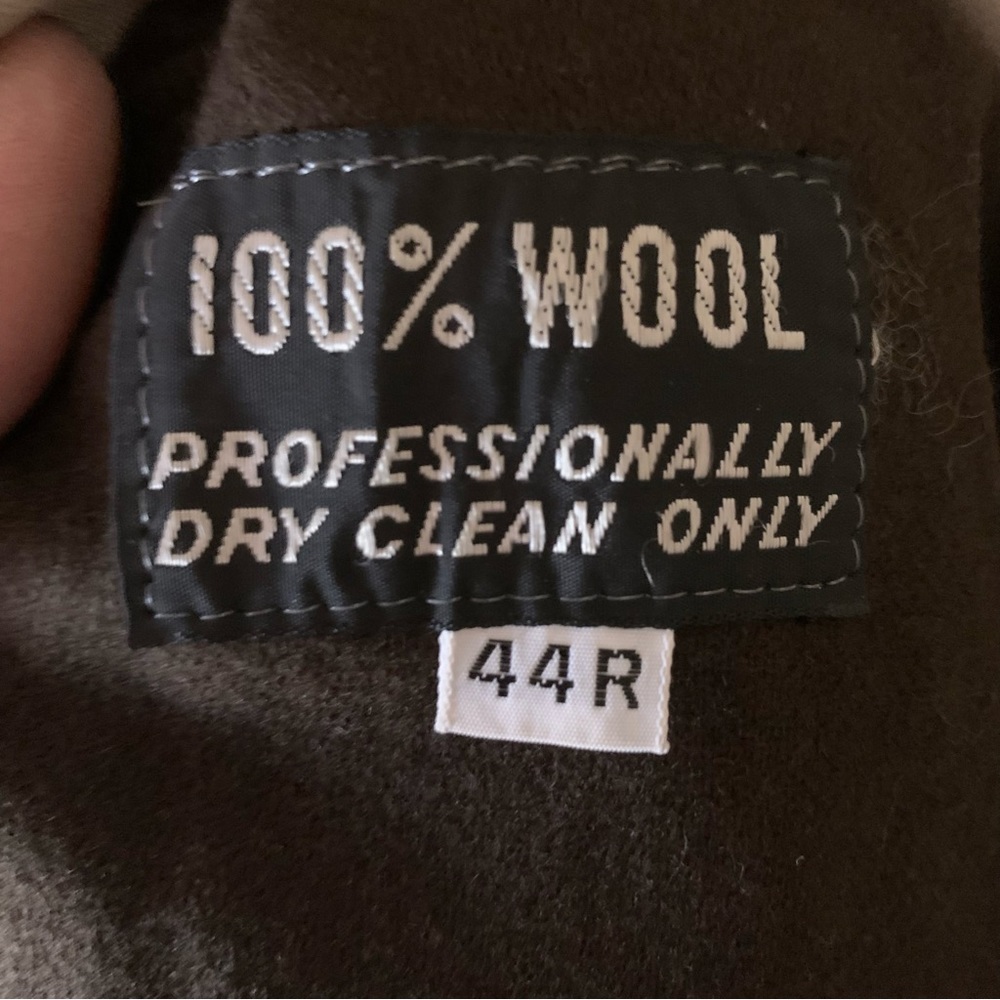 100% WOOL
PROFESSIONALLY
DRY CLEAN ONLY
44R